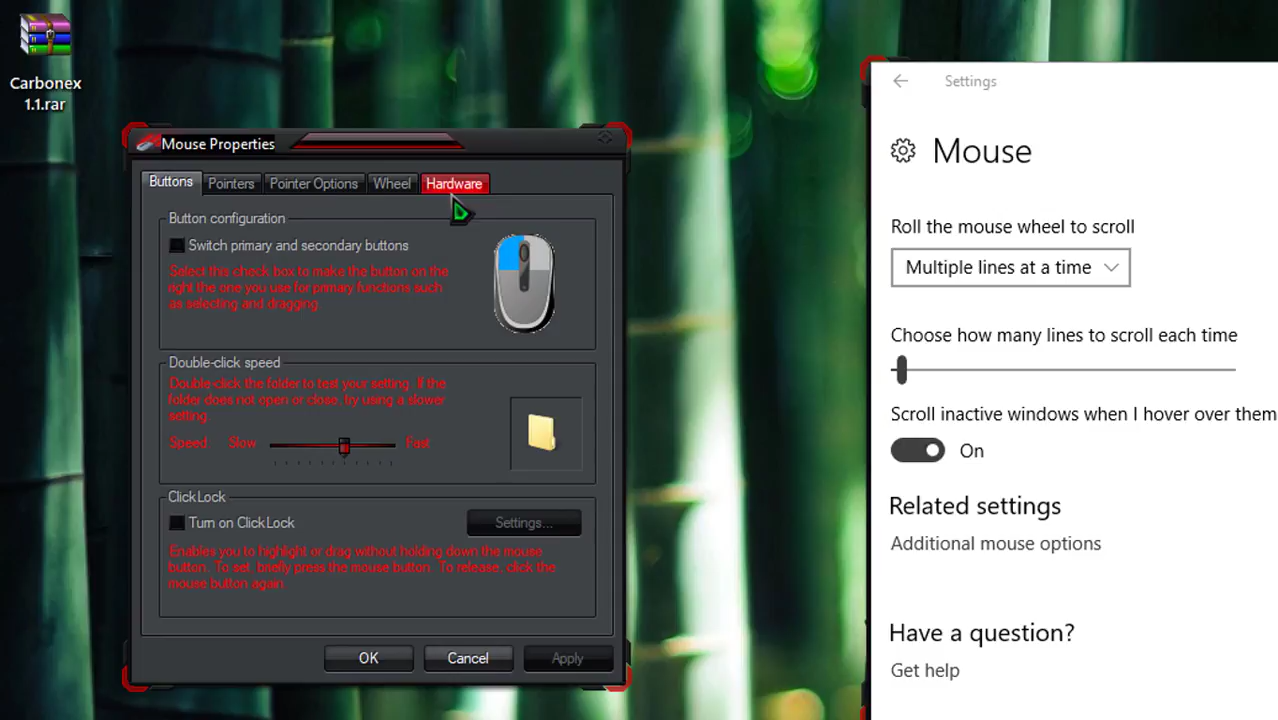 Carbonex
1.1.rar
Mouse Properties
Buttons
Pointers
Pointer Options
Wheel
Hardware
Button configuration
Switch primary and secondary buttons
Select this check box to make the button on the
right the one you use for primary functions such
as selecting and dragging
Double-click speed
Double-click the folder to test your setting. If the
folder does not open or close, try using a slower
setting
Speed Slow Fast
ClickLock
Turn on ClickLock
Settings...
Enables you to highlight or drag without holding down the mouse
button. To set, briefly press the mouse button. To release, click the
mouse button again
OK
Cancel
Apply
Settings
Mouse
Roll the mouse wheel to scroll
Multiple lines at a time
Choose how many lines to scroll each time
Scroll inactive windows when I hover over them
On
Related settings
Additional mouse options
Have a question?
Get help